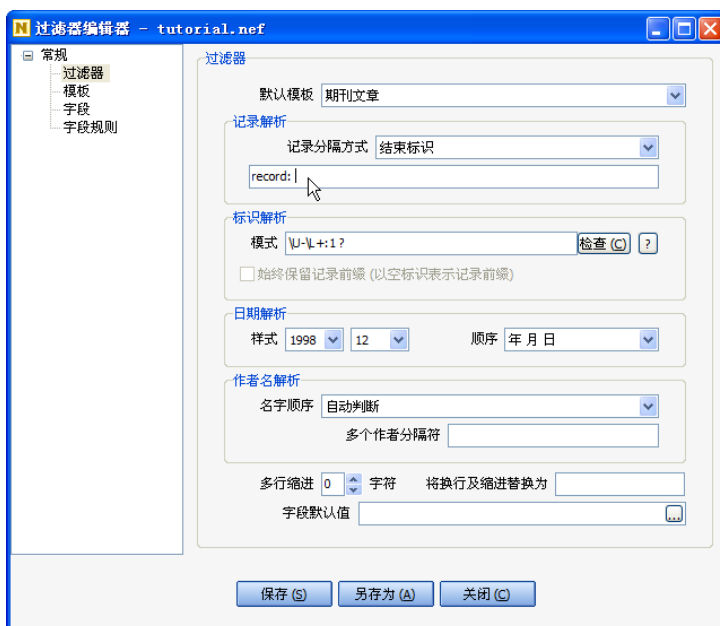 过滤器编辑器 - tutorial.nef
常规
过滤器
模板
字段
字段规则
过滤器
默认模板 期刊文章
记录解析
记录分隔方式 结束标识
record:
标识解析
模式 \U-\L+:1? 检查(C) ?
始终保留记录前缀 (以空标识表示记录前缀)
日期解析
样式 1998 12 顺序 年 月 日
作者名解析
名字顺序 自动判断
多个作者分隔符
多行缩进 0 字符 将换行及缩进替换为
字段默认值 ...
保存(S) 另存为(A) 关闭(C)